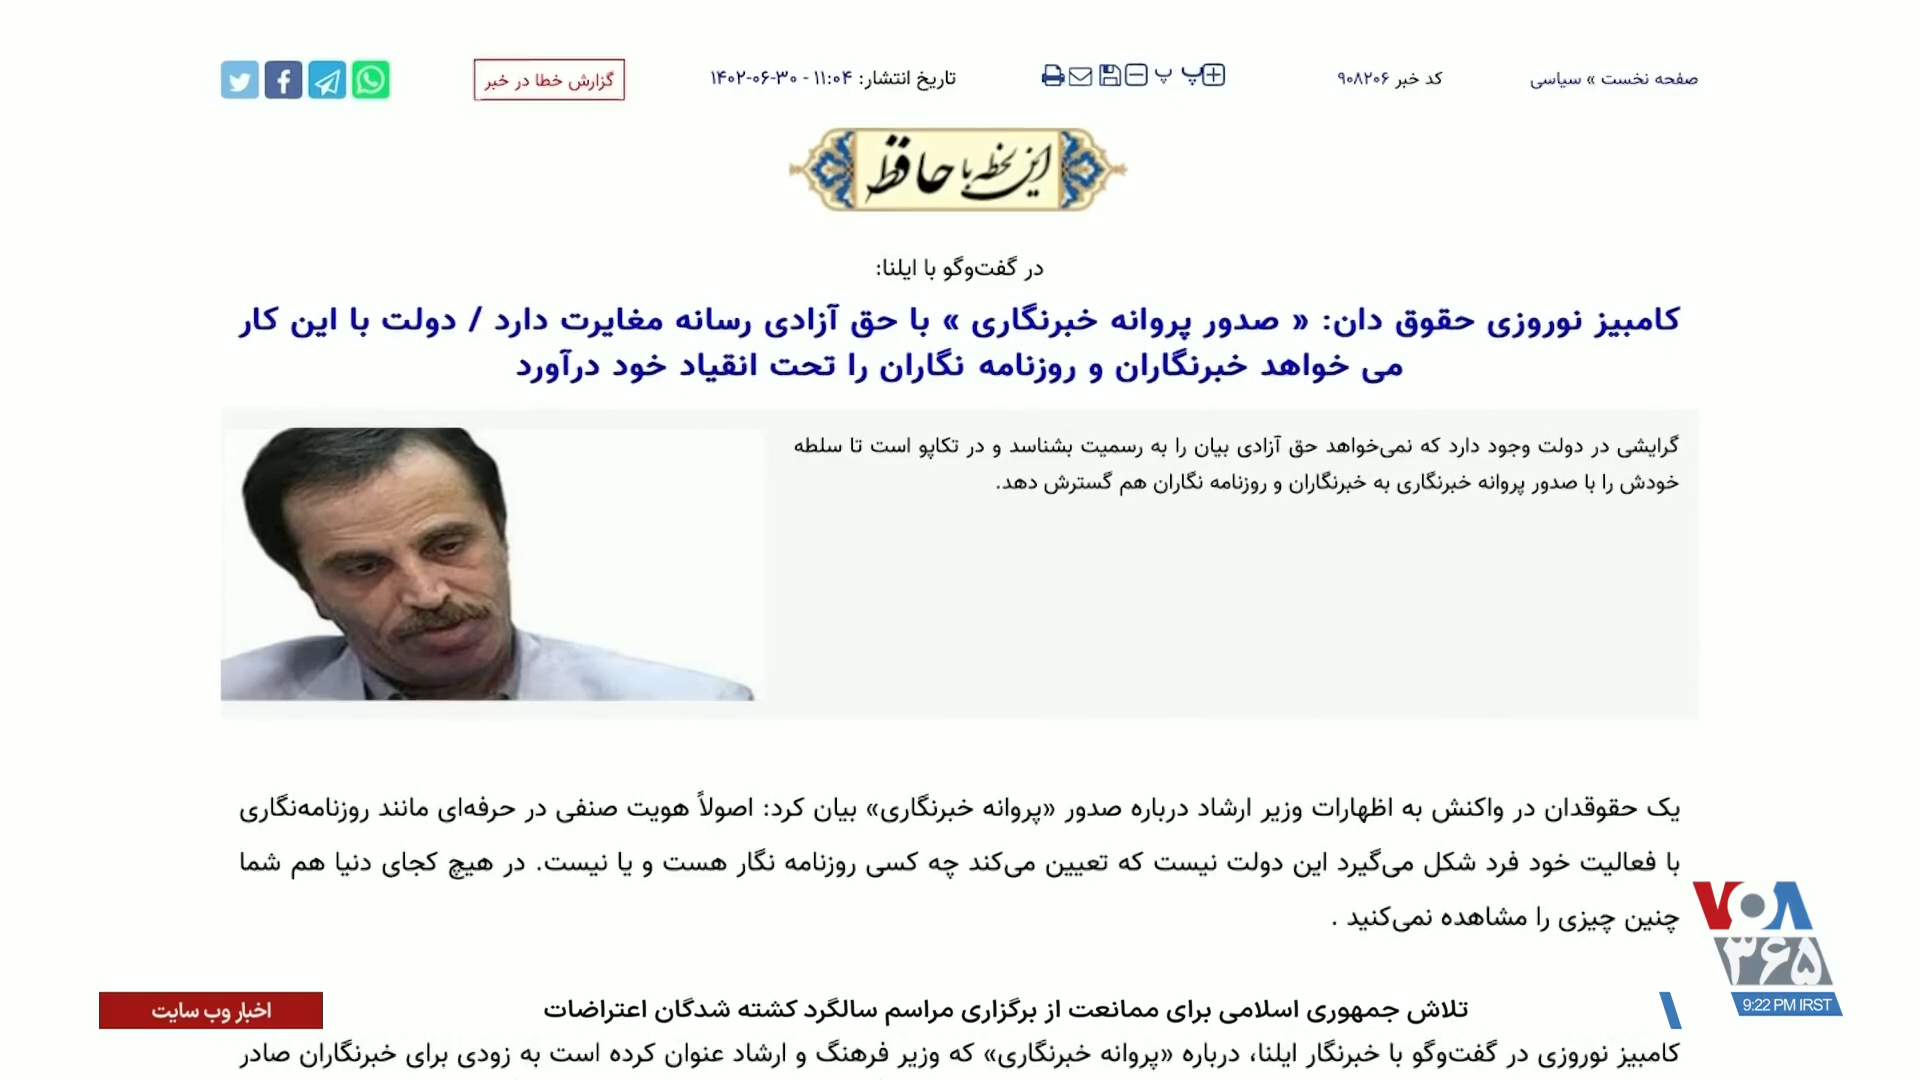 صفحه نخست » سیاسی
کد خبر ۹۰۸۲۰۶
پ پ
تاریخ انتشار: ۱۱:۰۴ - ۳۰-۰۶-۱۴۰۲
گزارش خطا در خبر
این لحظه با حافظ
در گفت‌وگو با ایلنا:
کامبیز نوروزی حقوق دان: « صدور پروانه خبرنگاری » با حق آزادی رسانه مغایرت دارد / دولت با این کار
می خواهد خبرنگاران و روزنامه نگاران را تحت انقیاد خود درآورد
گرایشی در دولت وجود دارد که نمی‌خواهد حق آزادی بیان را به رسمیت بشناسد و در تکاپو است تا سلطه
خودش را با صدور پروانه خبرنگاری به خبرنگاران و روزنامه نگاران هم گسترش دهد.
یک حقوقدان در واکنش به اظهارات وزیر ارشاد درباره صدور «پروانه خبرنگاری» بیان کرد: اصولاً هویت صنفی در حرفه‌ای مانند روزنامه‌نگاری
با فعالیت خود فرد شکل می‌گیرد این دولت نیست که تعیین می‌کند چه کسی روزنامه نگار هست و یا نیست. در هیچ کجای دنیا هم شما
چنین چیزی را مشاهده نمی‌کنید .
VOA
۳۶۵
9:22 PM IRST
تلاش جمهوری اسلامی برای ممانعت از برگزاری مراسم سالگرد کشته شدگان اعتراضات
اخبار وب سایت
کامبیز نوروزی در گفت‌وگو با خبرنگار ایلنا، درباره «پروانه خبرنگاری» که وزیر فرهنگ و ارشاد عنوان کرده است به زودی برای خبرنگاران صادر